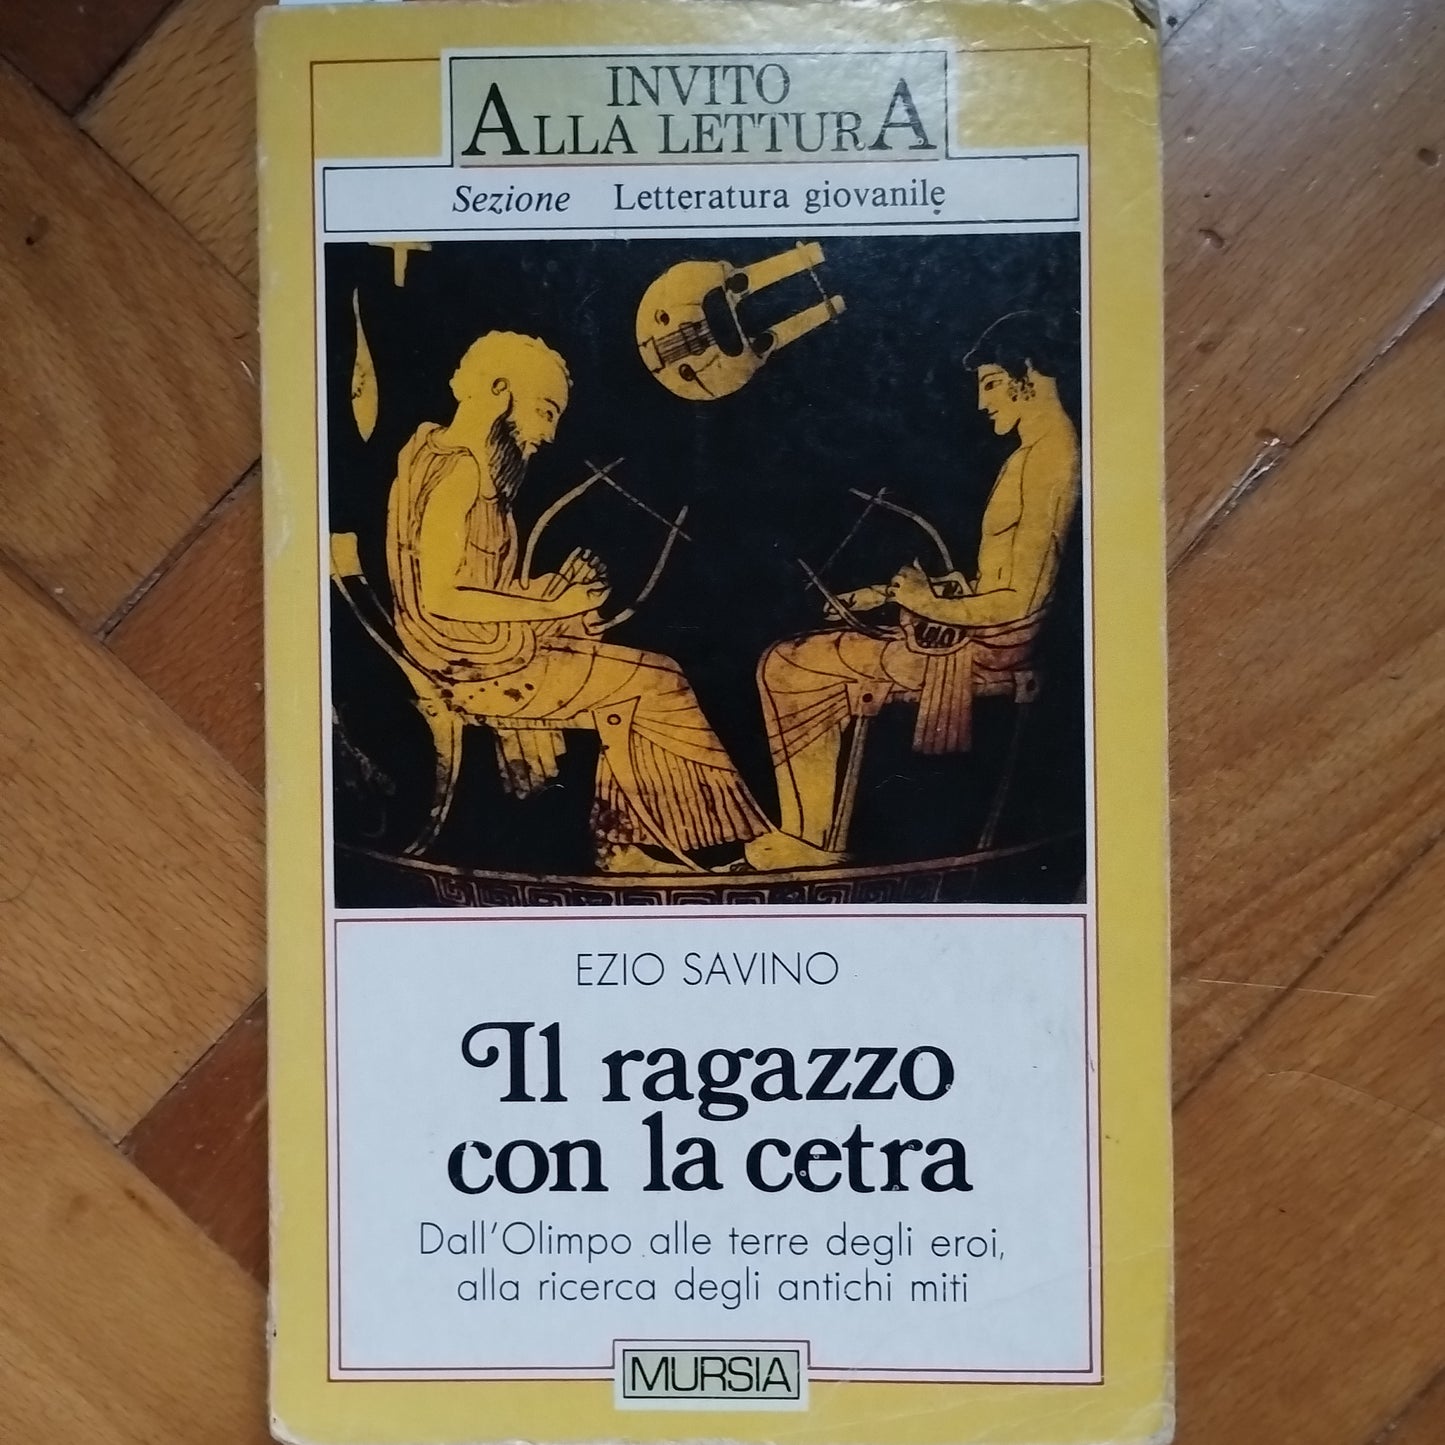 INVITO
ALLA LETTURA
Sezione Letteratura giovanile
EZIO SAVINO
Il ragazzo
con la cetra
Dall'Olimpo alle terre degli eroi,
alla ricerca degli antichi miti
MURSIA